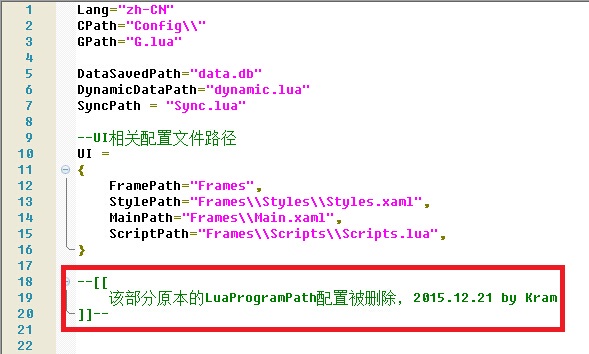 1 Lang="zh-CN"
2 CPath="Config\\"
3 GPath="G.lua"
4
5 DataSavedPath="data.db"
6 DynamicDataPath="dynamic.lua"
7 SyncPath = "Sync.lua"
8
9 --UI相关配置文件路径
10 UI =
11 {
12 FramePath="Frames",
13 StylePath="Frames\\Styles\\Styles.xaml",
14 MainPath="Frames\\Main.xaml",
15 ScriptPath="Frames\\Scripts\\Scripts.lua",
16 }
17
18 --[[
19 该部分原本的LuaProgramPath配置被删除，2015.12.21 by Kram
20 ]]--
21
22